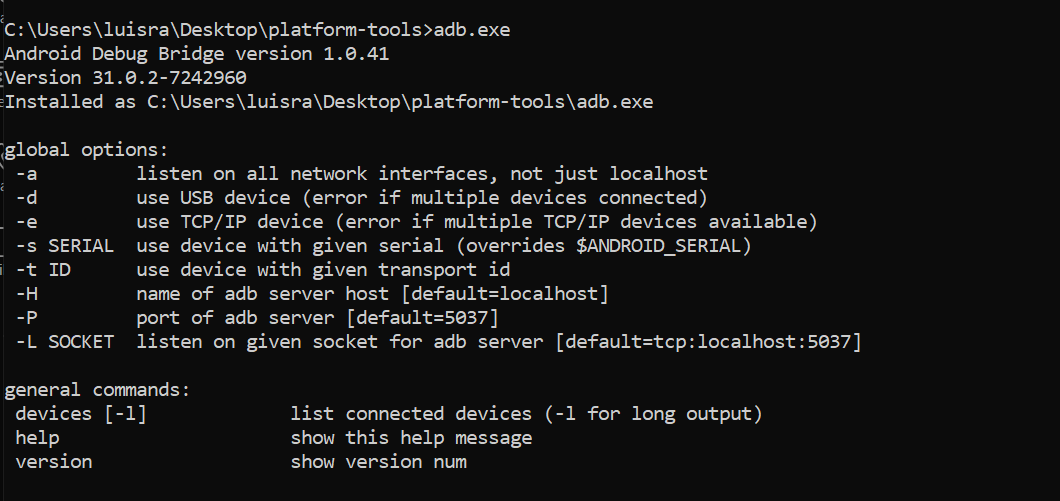 C:\Users\luisra\Desktop\platform-tools>adb.exe
Android Debug Bridge version 1.0.41
Version 31.0.2-7242960
Installed as C:\Users\luisra\Desktop\platform-tools\adb.exe
global options:
-a listen on all network interfaces, not just localhost
-d use USB device (error if multiple devices connected)
-e use TCP/IP device (error if multiple TCP/IP devices available)
-s SERIAL use device with given serial (overrides $ANDROID_SERIAL)
-t ID use device with given transport id
-H name of adb server host [default=localhost]
-P port of adb server [default=5037]
-L SOCKET listen on given socket for adb server [default=tcp:localhost:5037]
general commands:
devices [-l] list connected devices (-l for long output)
help show this help message
version show version num